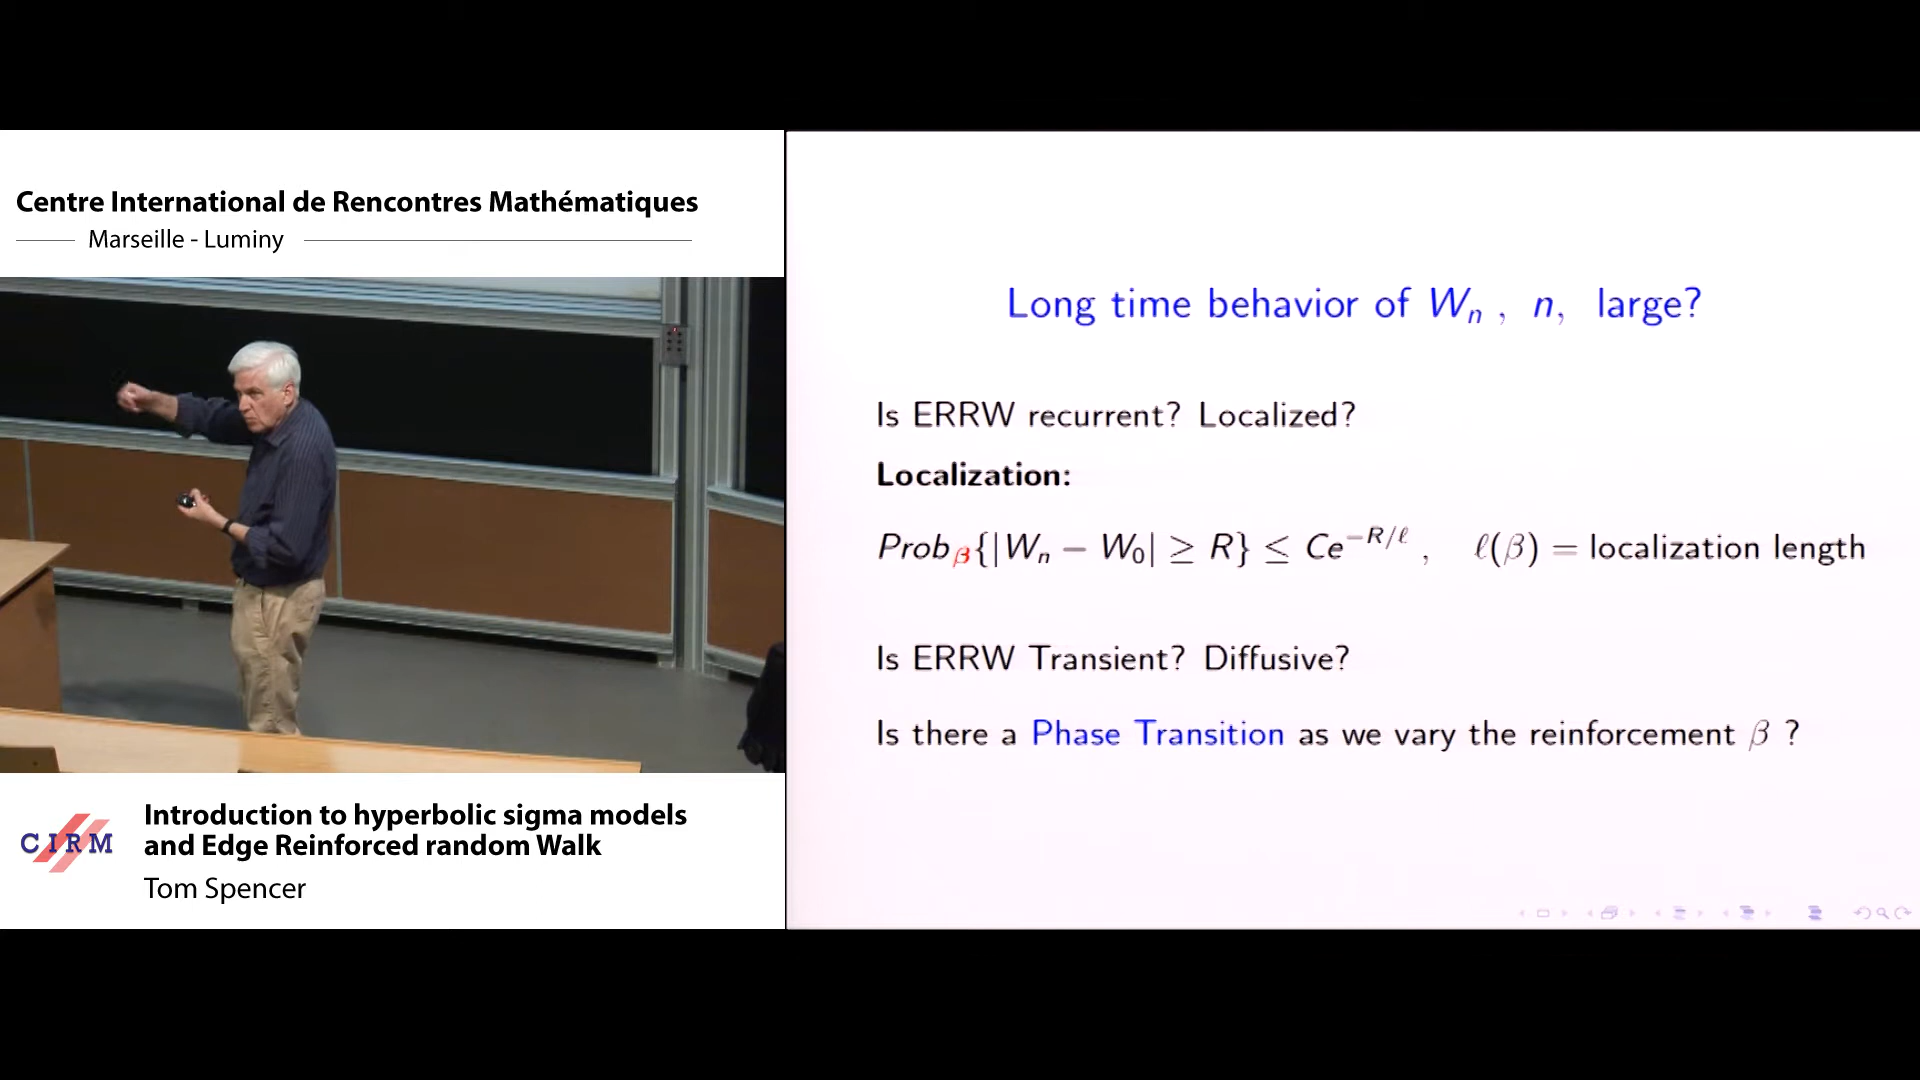 Centre International de Rencontres Mathématiques
Marseille - Luminy
Long time behavior of Wₙ , n, large?
Is ERRW recurrent? Localized?
Localization:
Prob_β{|Wₙ − W₀| ≥ R} ≤ Ce^{−R/ℓ} , ℓ(β) = localization length
Is ERRW Transient? Diffusive?
Is there a Phase Transition as we vary the reinforcement β ?
CIRM
Introduction to hyperbolic sigma models
and Edge Reinforced random Walk
Tom Spencer